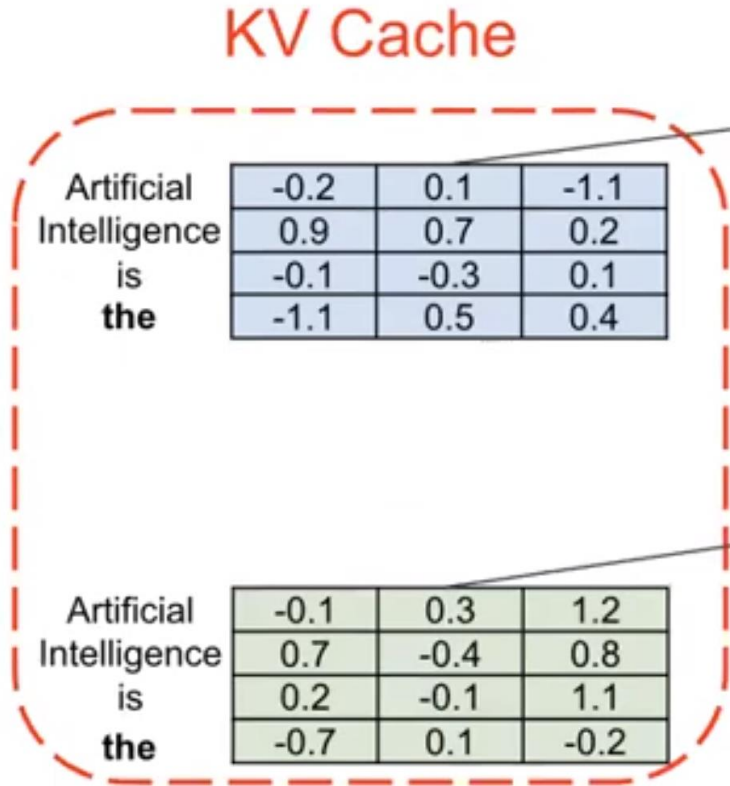 KV Cache
Artificial -0.2 0.1 -1.1
Intelligence 0.9 0.7 0.2
is -0.1 -0.3 0.1
the -1.1 0.5 0.4
Artificial -0.1 0.3 1.2
Intelligence 0.7 -0.4 0.8
is 0.2 -0.1 1.1
the -0.7 0.1 -0.2